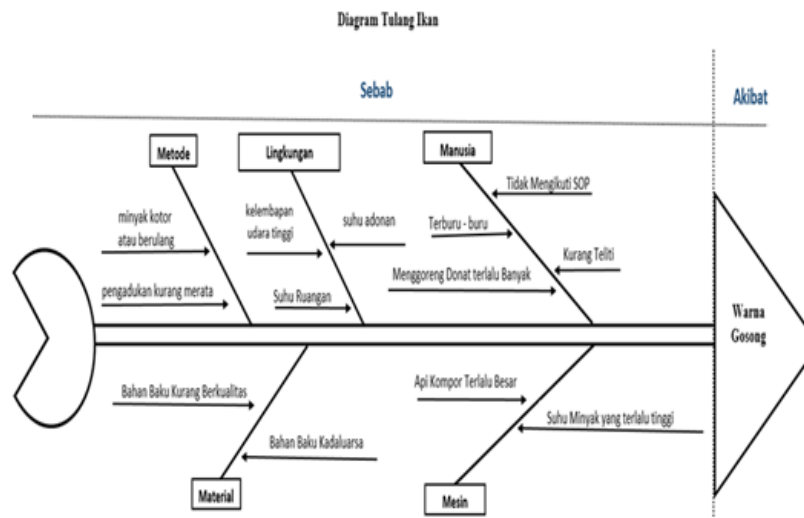 Diagram Tulang Ikan
Sebab
Akibat
Metode
Lingkungan
Manusia
minyak kotor
atau berulang
pengadukan kurang merata
kelembapan
udara tinggi
suhu adonan
Suhu Ruangan
Tidak Mengikuti SOP
Terburu - buru
Kurang Teliti
Menggoreng Donat terlalu Banyak
Warna
Gosong
Bahan Baku Kurang Berkualitas
Bahan Baku Kadaluarsa
Api Kompor Terlalu Besar
Suhu Minyak yang terlalu tinggi
Material
Mesin